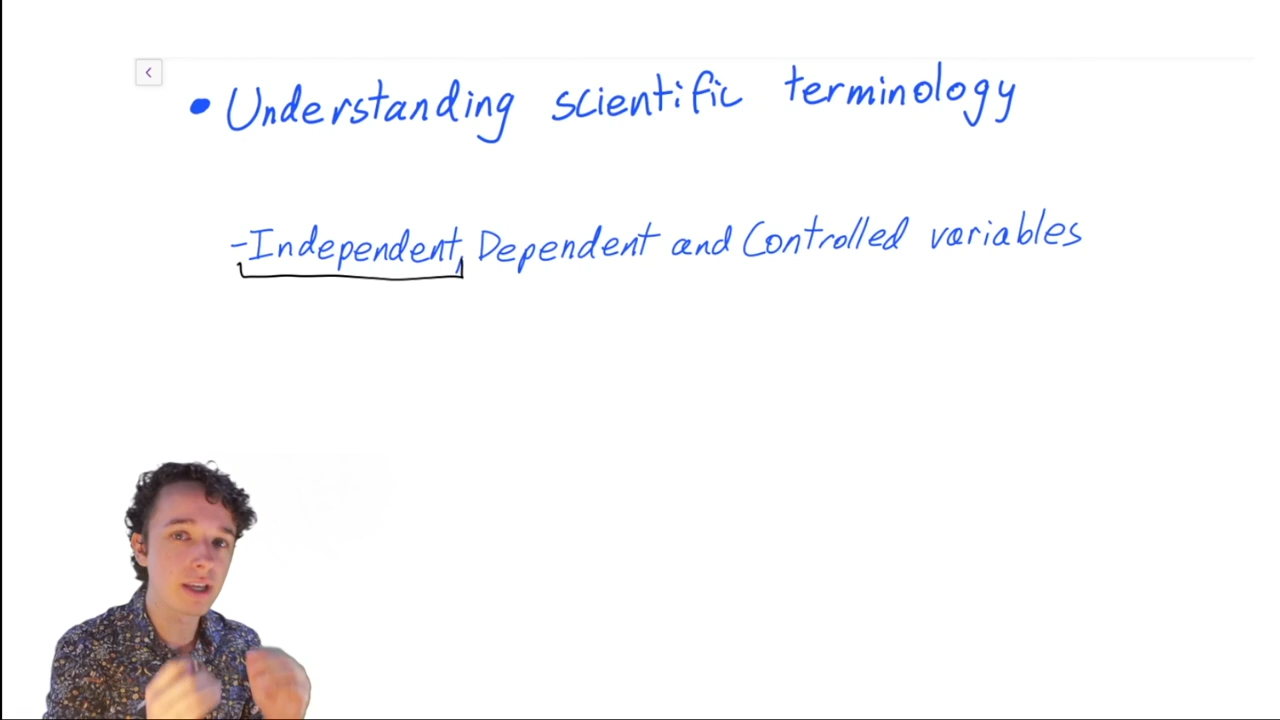 • Understanding scientific terminology
-Independent, Dependent and Controlled variables